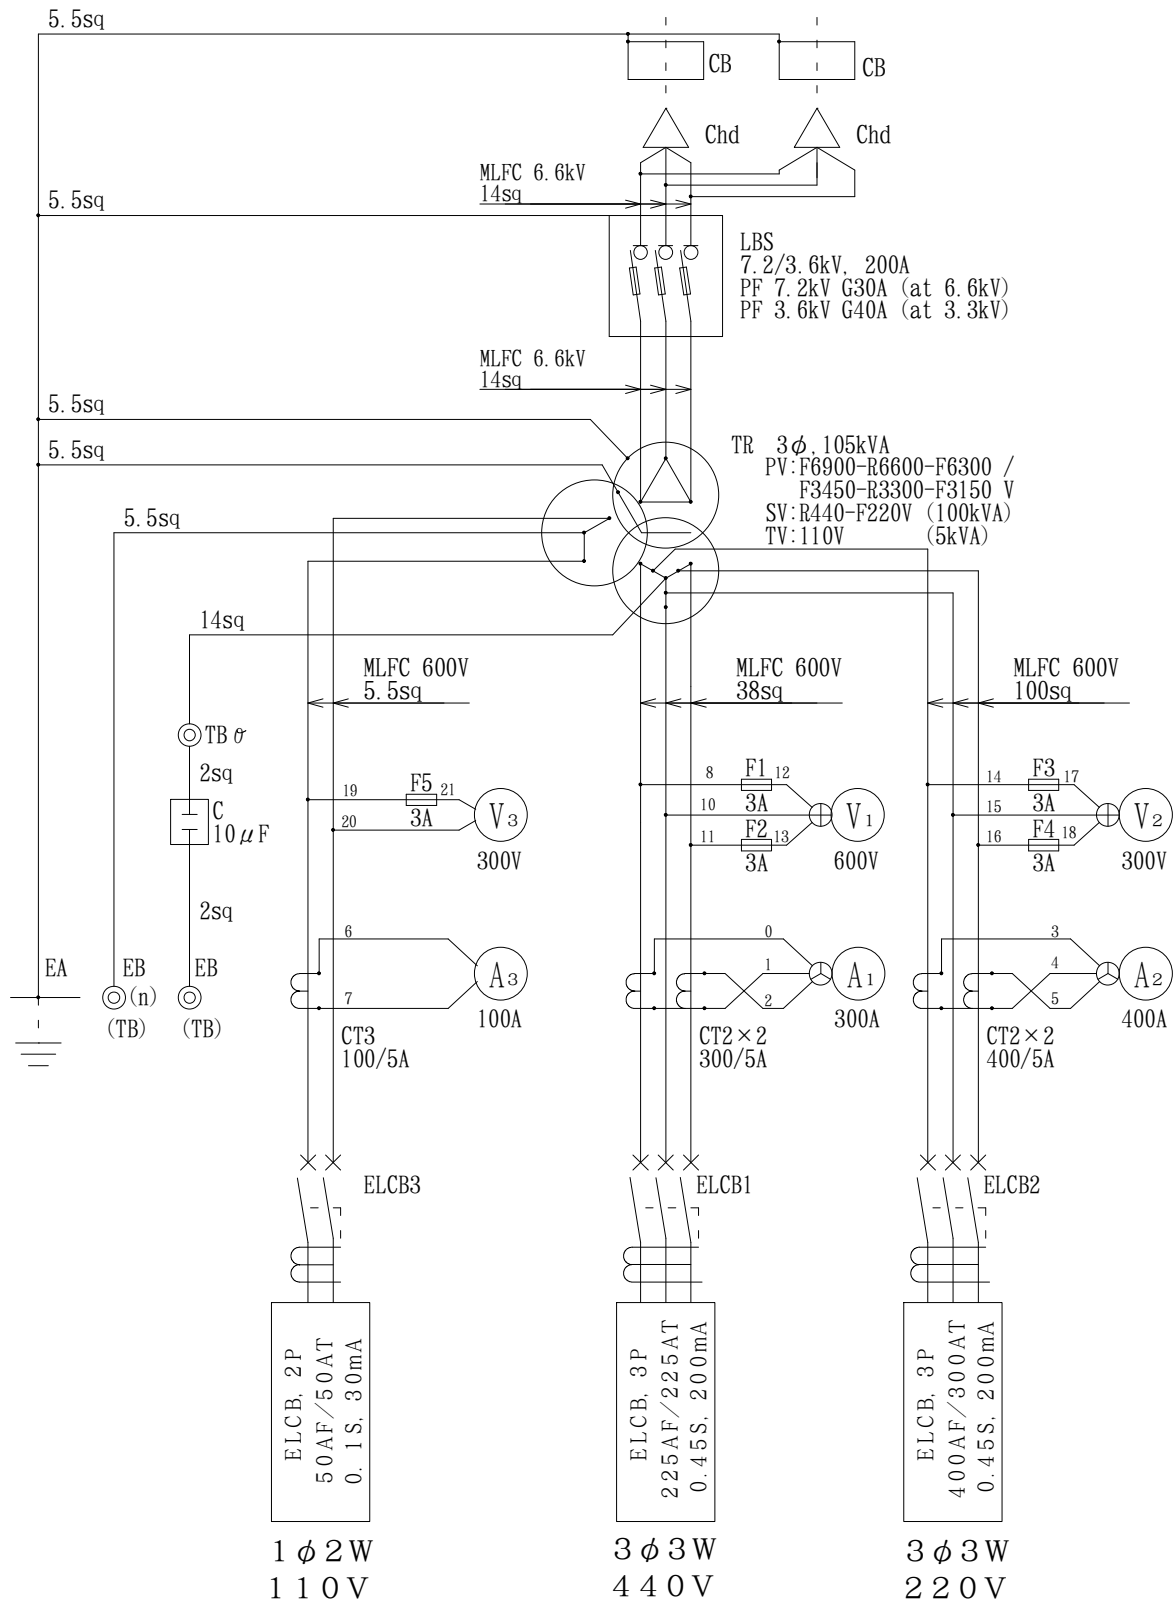 5.5sq
CB
CB
Chd
Chd
MLFC 6.6kV
14sq
5.5sq
LBS
7.2/3.6kV, 200A
PF 7.2kV G30A (at 6.6kV)
PF 3.6kV G40A (at 3.3kV)
MLFC 6.6kV
14sq
5.5sq
5.5sq
TR 3φ,105kVA
PV:F6900-R6600-F6300 /
F3450-R3300-F3150 V
SV:R440-F220V (100kVA)
TV:110V (5kVA)
5.5sq
14sq
MLFC 600V
5.5sq
MLFC 600V
38sq
MLFC 600V
100sq
TB
2sq
C
10μF
2sq
19
F5
21
3A
20
V3
300V
8
F1
12
3A
10
11
F2
13
3A
V1
600V
14
F3
17
3A
15
16
F4
18
3A
V2
300V
6
7
A3
100A
CT3
100/5A
0
1
2
A1
300A
CT2×2
300/5A
3
4
5
A2
400A
CT2×2
400/5A
EA
EB
(n)
(TB)
EB
(TB)
ELCB3
ELCB1
ELCB2
ELCB, 2P
50AF/50AT
0.1S, 30mA
ELCB, 3P
225AF/225AT
0.45S, 200mA
ELCB, 3P
400AF/300AT
0.45S, 200mA
1φ2W
110V
3φ3W
440V
3φ3W
220V